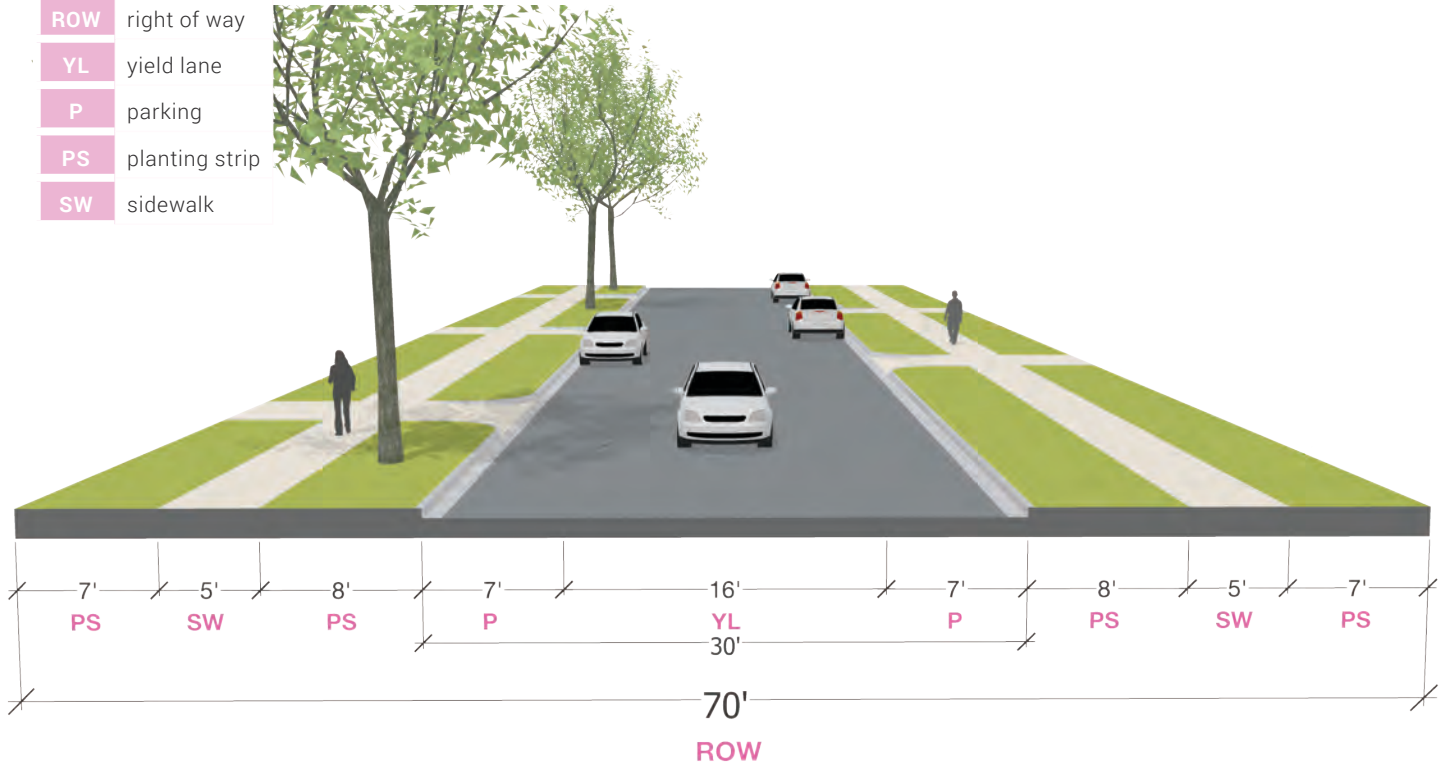 ROW right of way
YL yield lane
P parking
PS planting strip
SW sidewalk
7' 5' 8' 7' 16' 7' 8' 5' 7'
PS SW PS P YL P PS SW PS
30'
70'
ROW